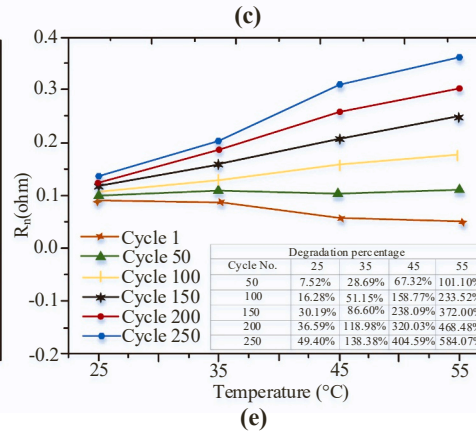 (c)
0.4
0.3
0.2
0.1
0.0
-0.1
-0.2
R_fl(ohm)
Cycle 1
Cycle 50
Cycle 100
Cycle 150
Cycle 200
Cycle 250
Degradation percentage
Cycle No. 25 35 45 55
50 7.52% 28.69% 67.32% 101.10%
100 16.28% 51.15% 158.77% 233.52%
150 30.19% 86.60% 238.09% 372.00%
200 36.59% 118.98% 320.03% 468.48%
250 49.40% 138.38% 404.59% 584.07%
25 35 45 55
Temperature (°C)
(e)